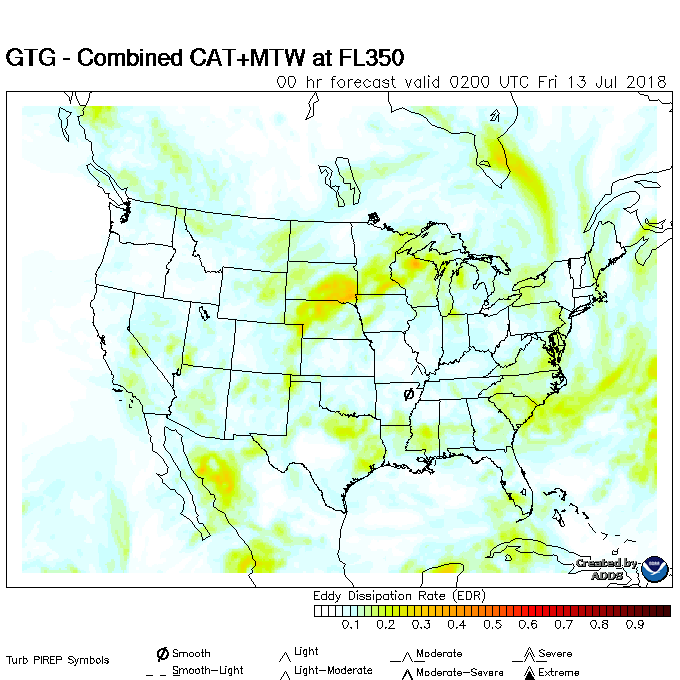 GTG - Combined CAT+MTW at FL350
00 hr forecast valid 0200 UTC Fri 13 Jul 2018
Created by
ADDS
Eddy Dissipation Rate (EDR)
0.1 0.2 0.3 0.4 0.5 0.6 0.7 0.8 0.9
Turb PIREP Symbols
Smooth Light Moderate Severe
Smooth-Light Light-Moderate Moderate-Severe Extreme